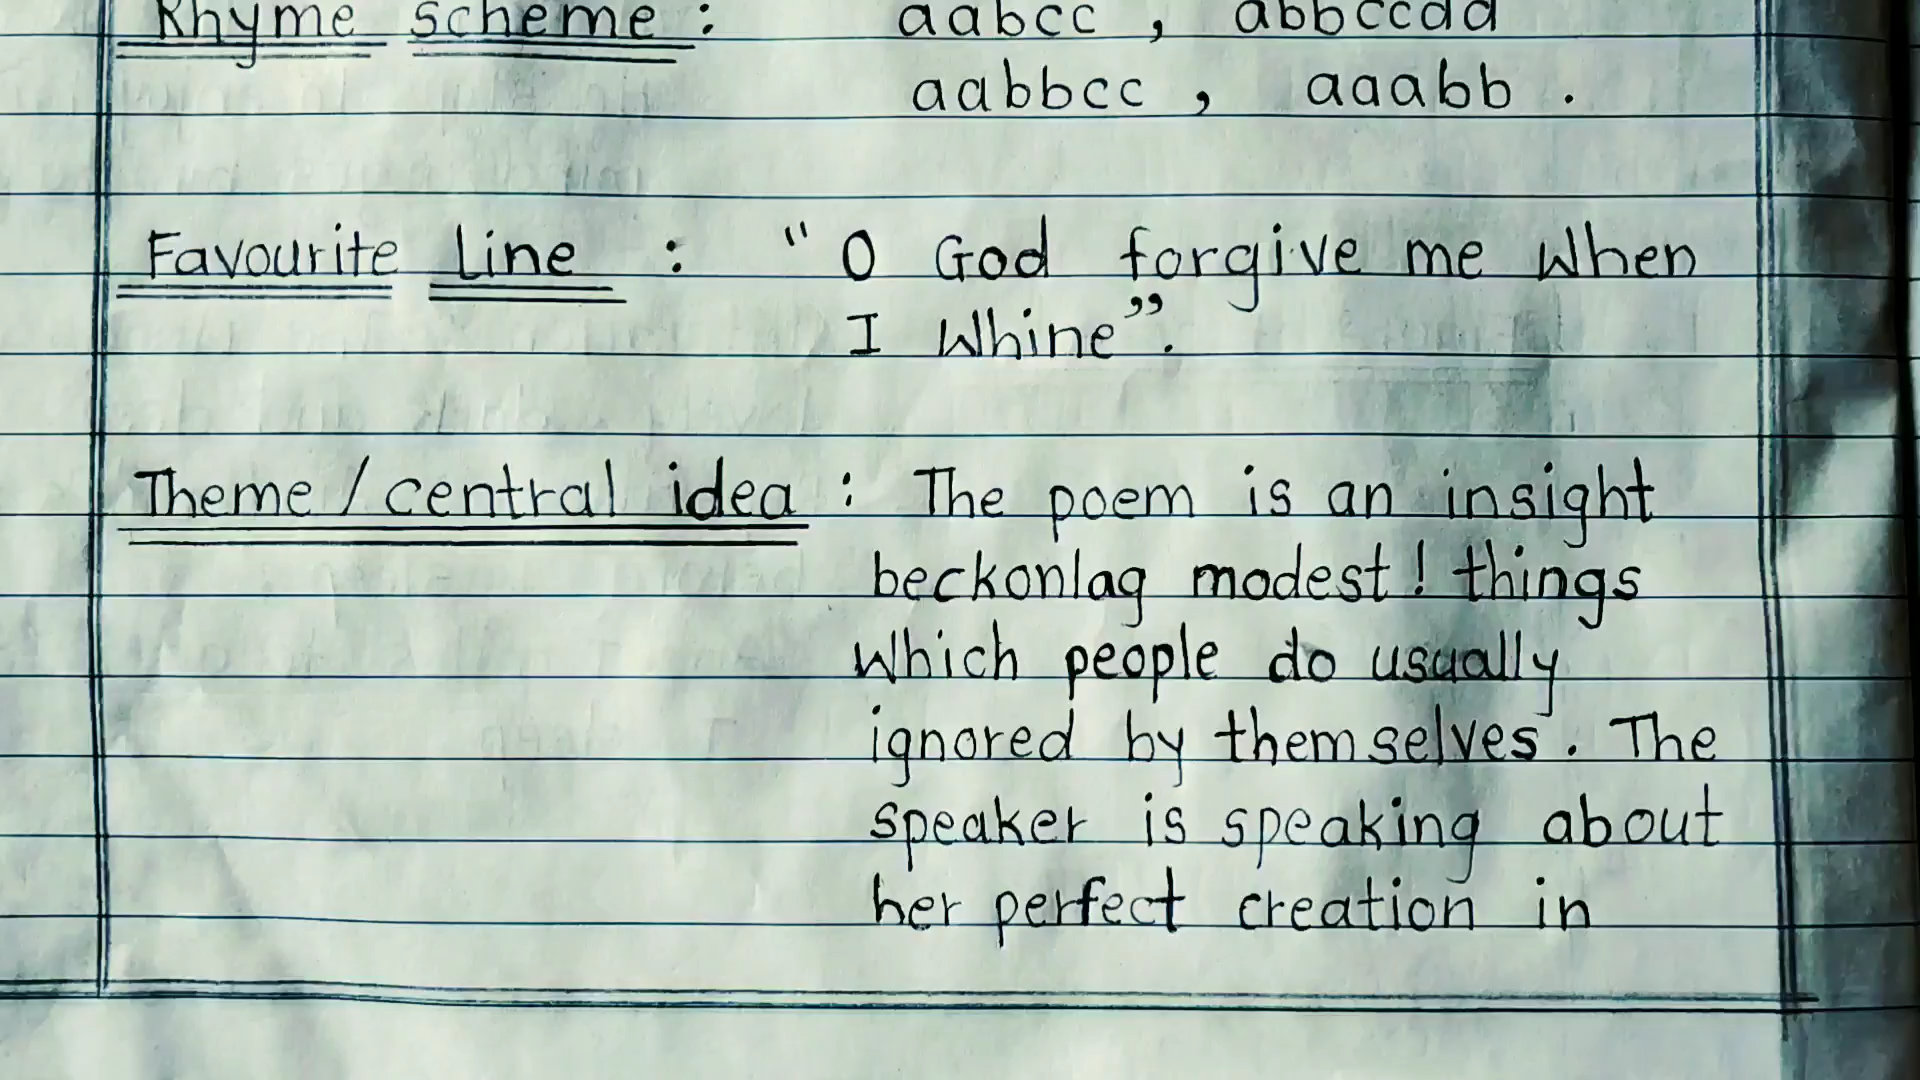 Rhyme scheme : aabcc , abbccdd
aabbcc , aaabb .
Favourite line : "O God forgive me when
I whine".
Theme / central idea : The poem is an insight
beckonlag modest! things
which people do usually
ignored by themselves. The
speaker is speaking about
her perfect creation in